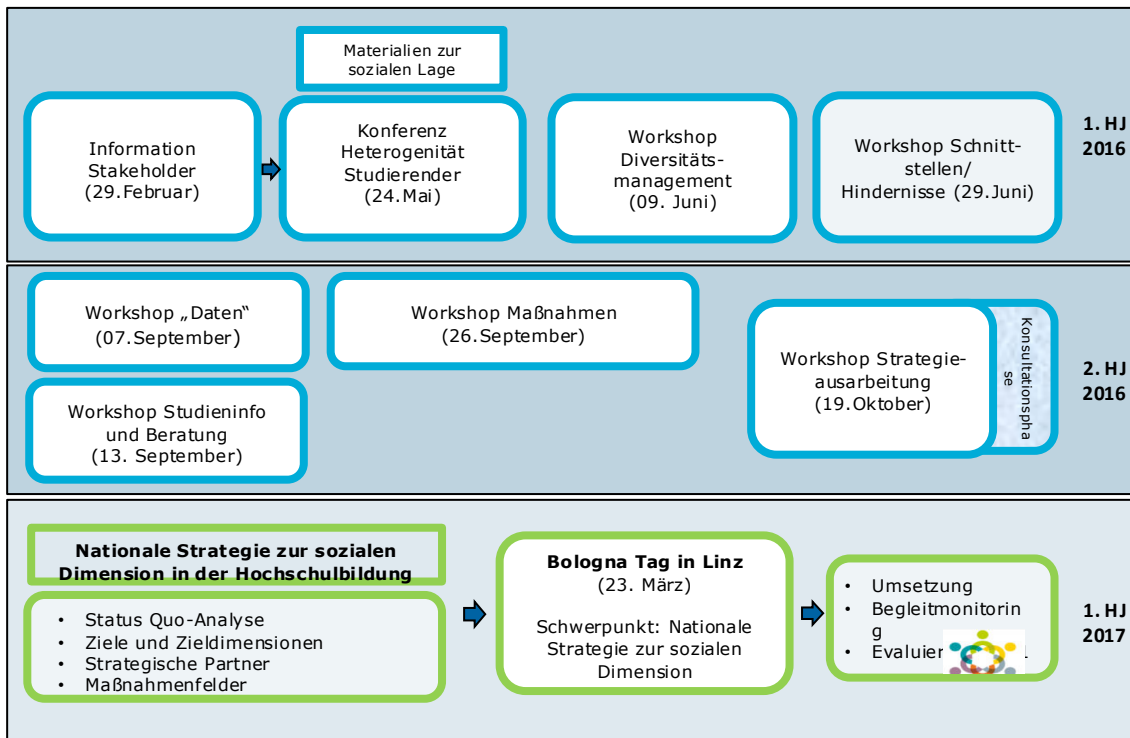 Materialien zur
sozialen Lage
Information
Stakeholder
(29.Februar)
Konferenz
Heterogenität
Studierender
(24.Mai)
Workshop
Diversitäts-
management
(09. Juni)
Workshop Schnitt-
stellen/
Hindernisse (29.Juni)
1. HJ
2016
Workshop „Daten“
(07.September)
Workshop Maßnahmen
(26.September)
Workshop Studieninfo
und Beratung
(13. September)
Workshop Strategie-
ausarbeitung
(19.Oktober)
Konsultationspha
se
2. HJ
2016
Nationale Strategie zur sozialen
Dimension in der Hochschulbildung
• Status Quo-Analyse
• Ziele und Zieldimensionen
• Strategische Partner
• Maßnahmenfelder
Bologna Tag in Linz
(23. März)
Schwerpunkt: Nationale
Strategie zur sozialen
Dimension
• Umsetzung
• Begleitmonitorin
g
•
1. HJ
2017